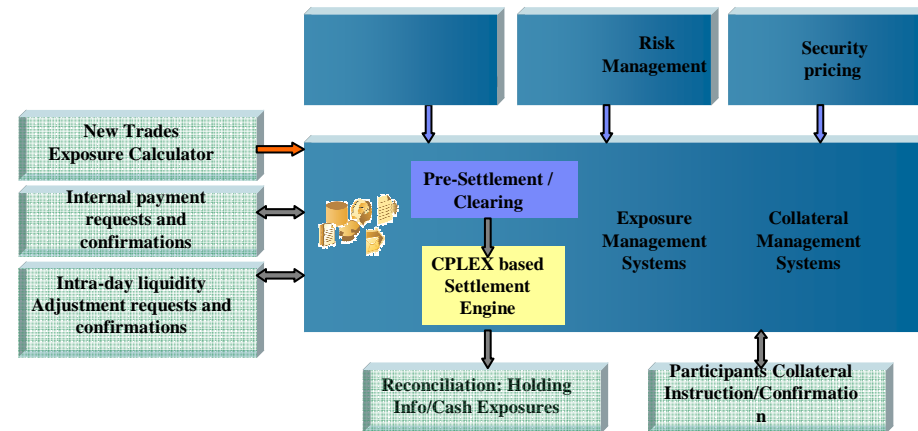 Risk
Management
Security
pricing
New Trades
Exposure Calculator
Internal payment
requests and
confirmations
Intra-day liquidity
Adjustment requests and
confirmations
Pre-Settlement /
Clearing
CPLEX based
Settlement
Engine
Exposure
Management
Systems
Collateral
Management
Systems
Reconciliation: Holding
Info/Cash Exposures
Participants Collateral
Instruction/Confirmatio
n